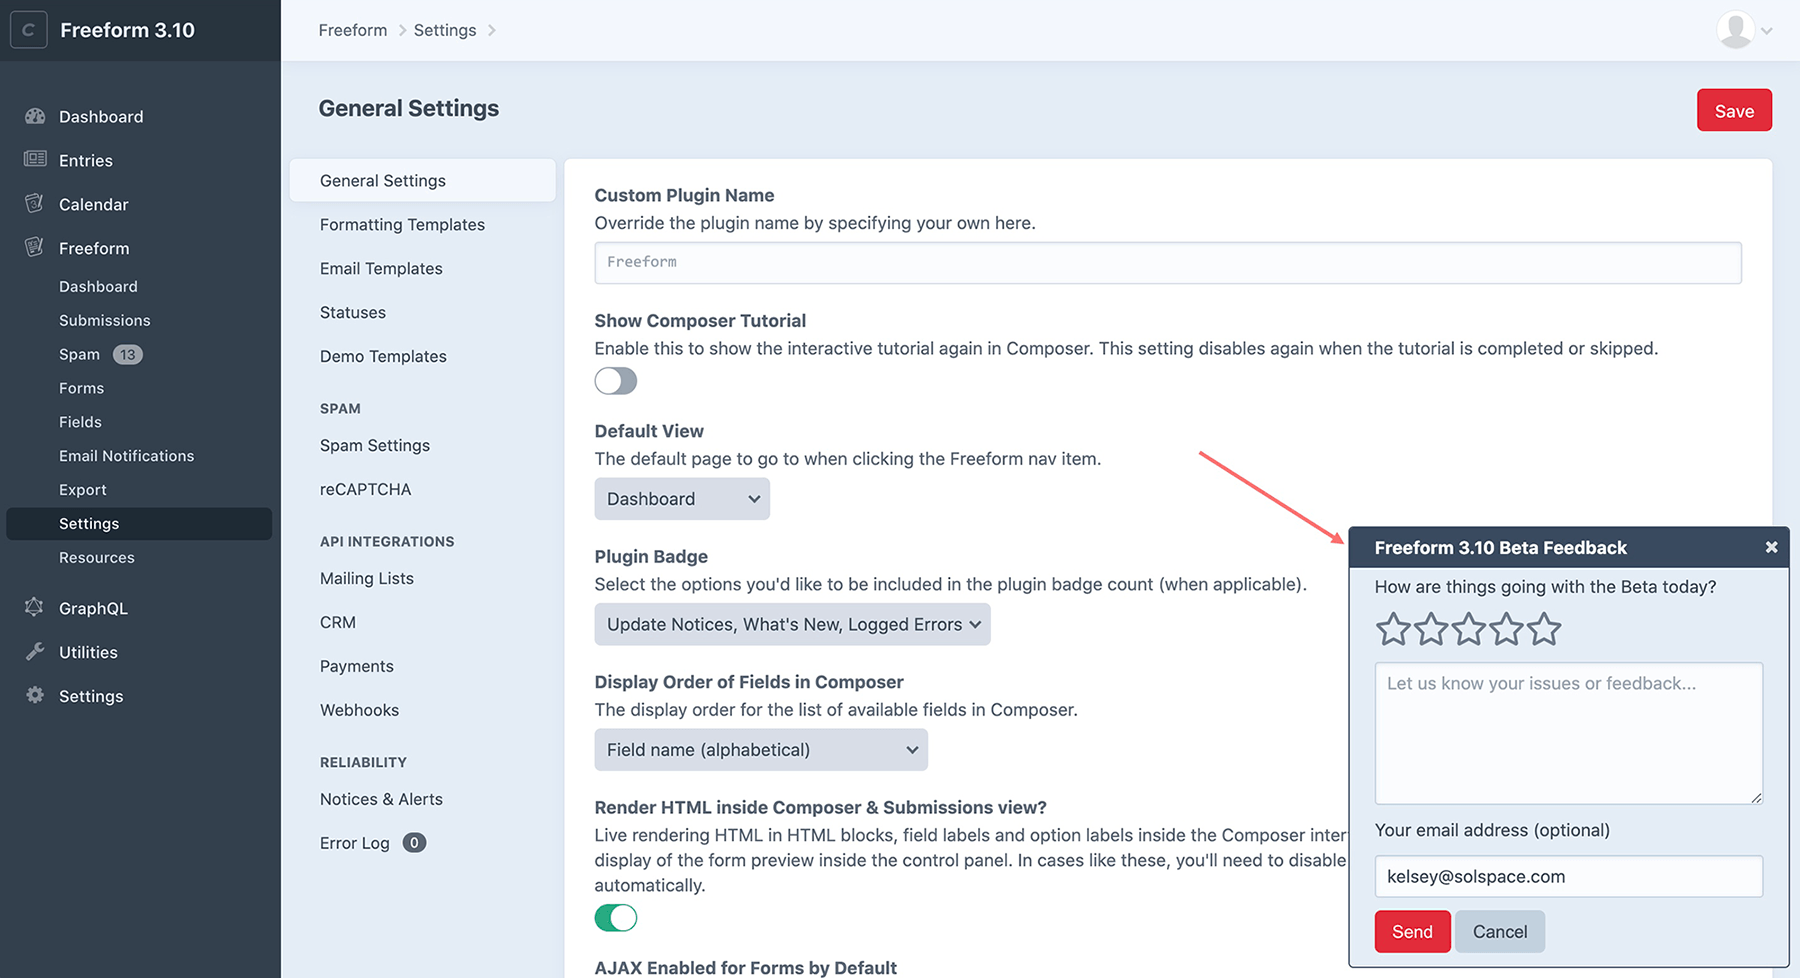 C
Freeform 3.10
Dashboard
Entries
3
Calendar
Freeform
Dashboard
Submissions
Spam 13
Forms
Fields
Email Notifications
Export
Settings
Resources
GraphQL
Utilities
Settings
Freeform Settings
General Settings
Save
General Settings
Formatting Templates
Email Templates
Statuses
Demo Templates
SPAM
Spam Settings
reCAPTCHA
API INTEGRATIONS
Mailing Lists
CRM
Payments
Webhooks
RELIABILITY
Notices & Alerts
Error Log 0
Custom Plugin Name
Override the plugin name by specifying your own here.
Freeform
Show Composer Tutorial
Enable this to show the interactive tutorial again in Composer. This setting disables again when the tutorial is completed or skipped.
Default View
The default page to go to when clicking the Freeform nav item.
Dashboard
Plugin Badge
Select the options you'd like to be included in the plugin badge count (when applicable).
Update Notices, What's New, Logged Errors
Display Order of Fields in Composer
The display order for the list of available fields in Composer.
Field name (alphabetical)
Render HTML inside Composer & Submissions view?
Live rendering HTML in HTML blocks, field labels and option labels inside the Composer inter
display of the form preview inside the control panel. In cases like these, you'll need to disable
automatically.
AJAX Enabled for Forms by Default
Freeform 3.10 Beta Feedback
How are things going with the Beta today?
Let us know your issues or feedback...
Your email address (optional)
kelsey@solspace.com
Send
Cancel